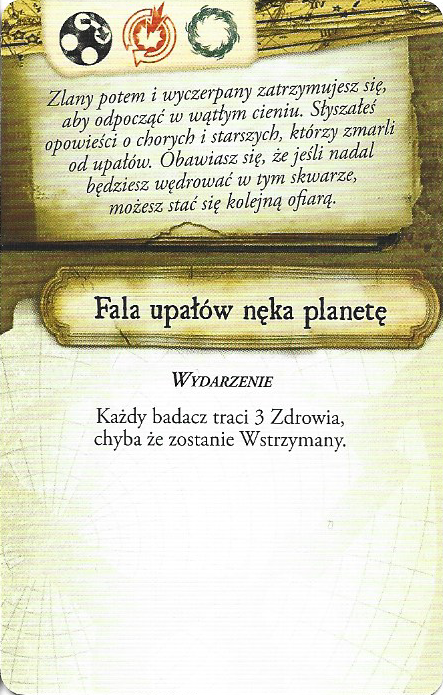 Zlany potem i wyczerpany zatrzymujesz się,
aby odpocząć w wątłym cieniu. Słyszałeś
opowieści o chorych i starszych, którzy zmarli
od upałów. Obawiasz się, że jeśli nadal
będziesz wędrować w tym skwarze,
możesz stać się kolejną ofiarą.
Fala upałów nęka planetę
WYDARZENIE
Każdy badacz traci 3 Zdrowia,
chyba że zostanie Wstrzymany.